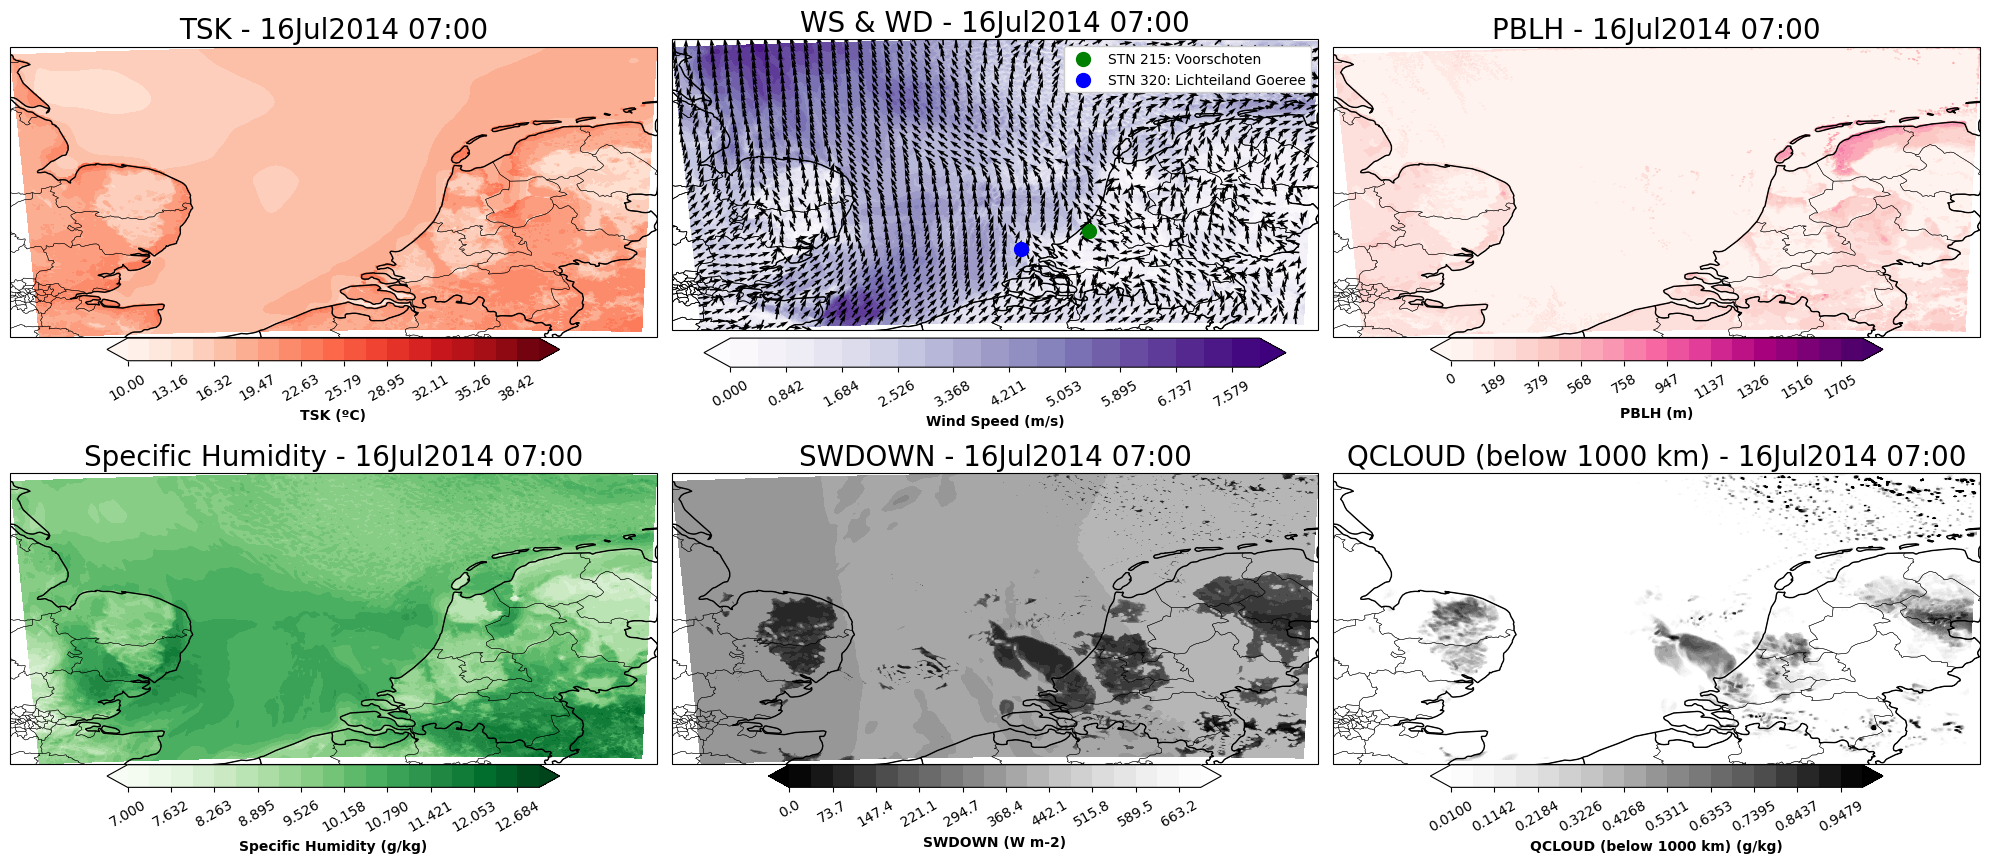 TSK - 16Jul2014 07:00
WS & WD - 16Jul2014 07:00
PBLH - 16Jul2014 07:00
STN 215: Voorschoten
STN 320: Lichteiland Goeree
10.00 13.16 16.32 19.47 22.63 25.79 28.95 32.11 35.26 38.42
TSK (ºC)
0.000 0.842 1.684 2.526 3.368 4.211 5.053 5.895 6.737 7.579
Wind Speed (m/s)
0 189 379 568 758 947 1137 1326 1516 1705
PBLH (m)
Specific Humidity - 16Jul2014 07:00
SWDOWN - 16Jul2014 07:00
QCLOUD (below 1000 km) - 16Jul2014 07:00
7.000 7.632 8.263 8.895 9.526 10.158 10.790 11.421 12.053 12.684
Specific Humidity (g/kg)
0.0 73.7 147.4 221.1 294.7 368.4 442.1 515.8 589.5 663.2
SWDOWN (W m-2)
0.0100 0.1142 0.2184 0.3226 0.4268 0.5311 0.6353 0.7395 0.8437 0.9479
QCLOUD (below 1000 km) (g/kg)